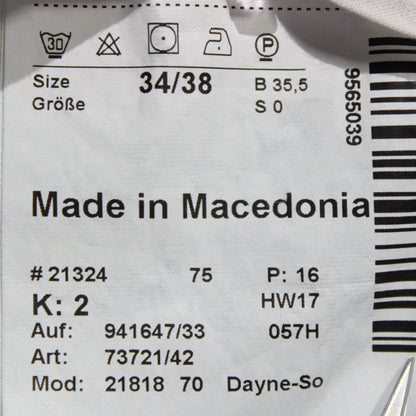 30
P
Size 34/38 B 35,5
Größe S 0
9565039
Made in Macedonia
# 21324 75 P: 16
K: 2 HW17
Auf: 941647/33 057H
Art: 73721/42
Mod: 21818 70 Dayne-So